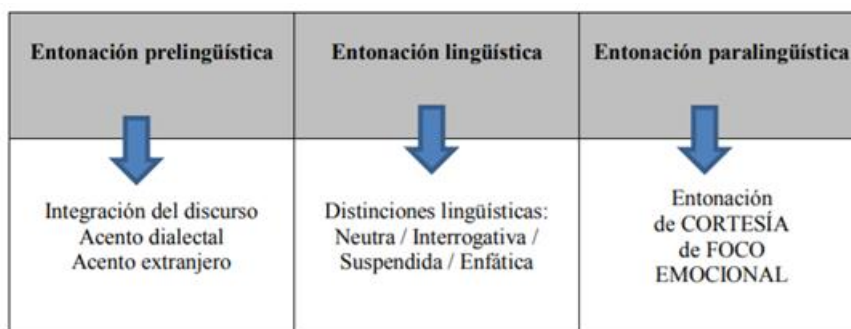 Entonación prelingüística
Entonación lingüística
Entonación paralingüística
Integración del discurso
Acento dialectal
Acento extranjero
Distinciones lingüísticas:
Neutra / Interrogativa /
Suspendida / Enfática
Entonación
de CORTESÍA
de FOCO
EMOCIONAL